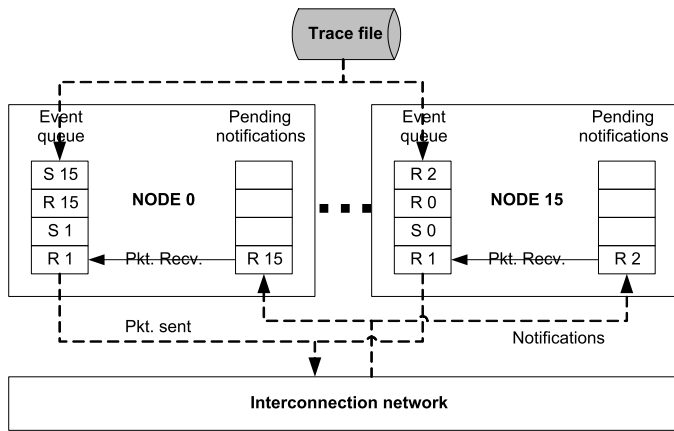 Trace file
Event
queue
Pending
notifications
Event
queue
Pending
notifications
S 15
R 15
S 1
R 1
NODE 0
Pkt. Recv.
R 15
R 2
R 0
S 0
R 1
NODE 15
Pkt. Recv.
R 2
Pkt. sent
Notifications
Interconnection network